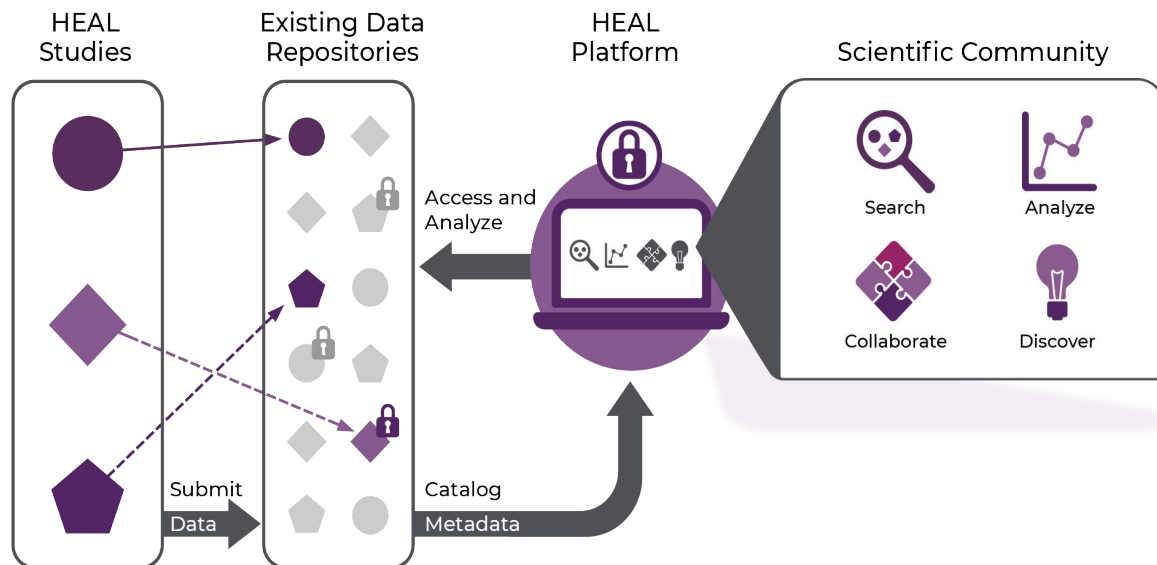 HEAL
Studies
Existing Data
Repositories
HEAL
Platform
Scientific Community
Access and
Analyze
Search
Analyze
Collaborate
Discover
Submit
Data
Catalog
Metadata